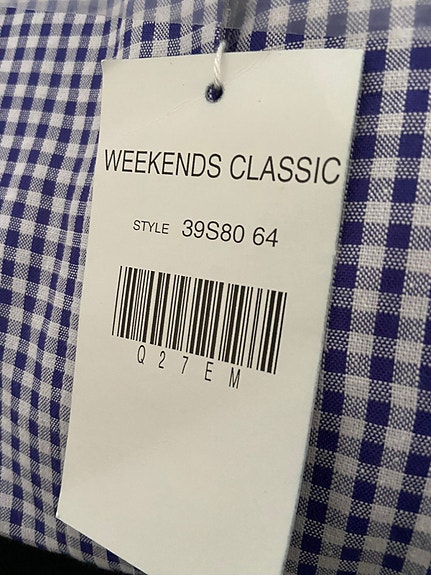 WEEKENDS CLASSIC
STYLE 39S80 64
Q27EM